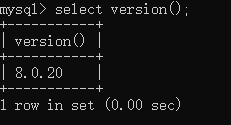 mysql> select version();
+-----------+
| version() |
+-----------+
| 8.0.20    |
+-----------+
1 row in set (0.00 sec)